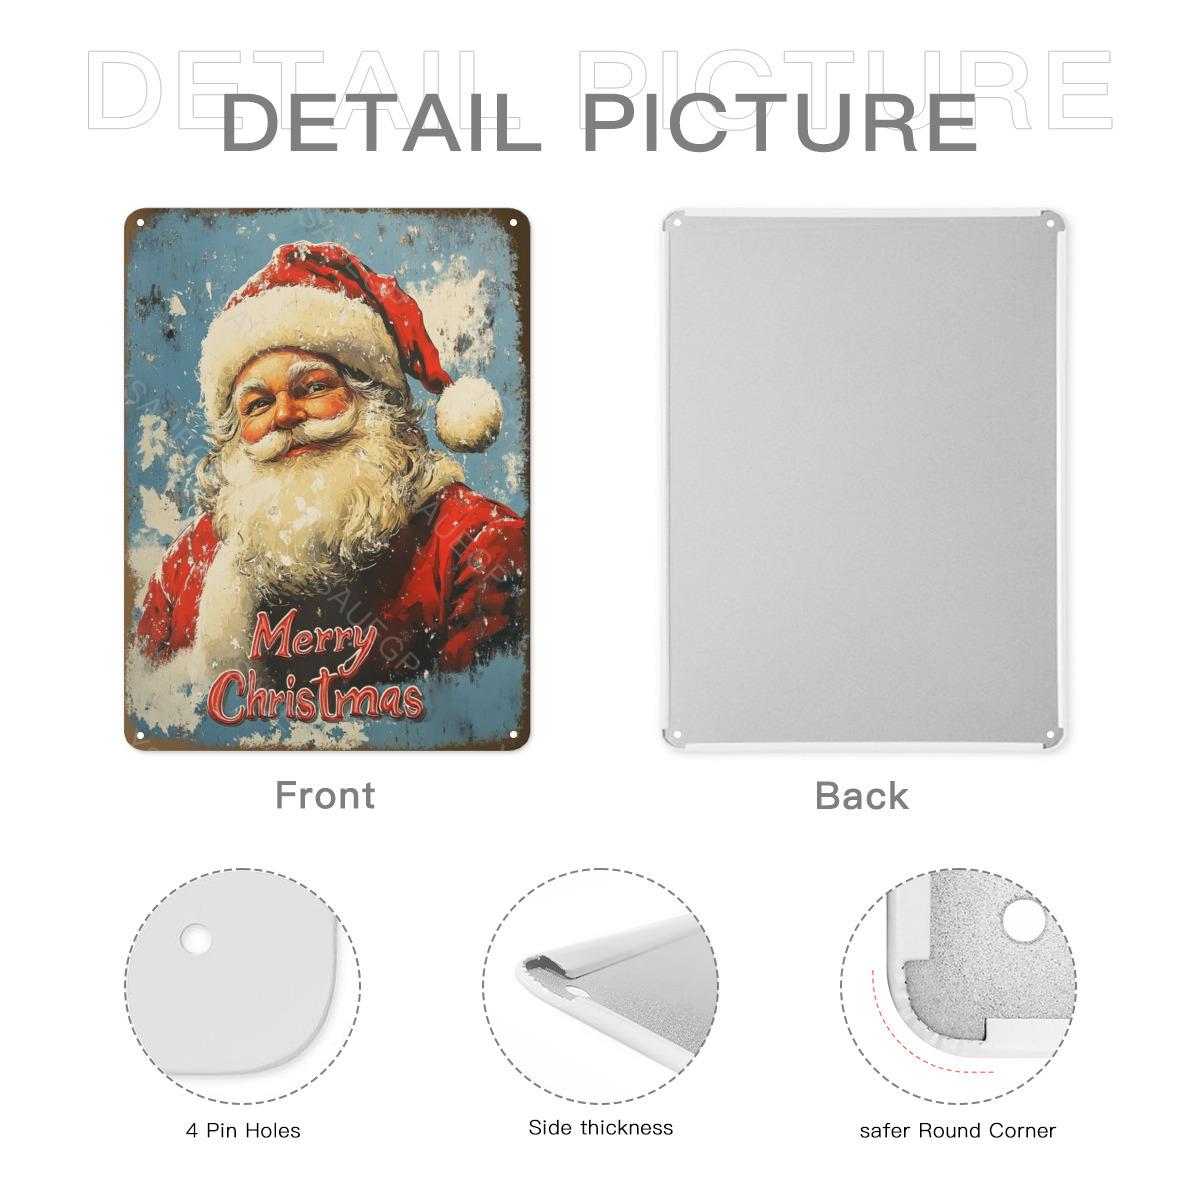 DETAIL PICTURE
DETAIL PICTURE
Merry
Christmas
Front
Back
4 Pin Holes
Side thickness
safer Round Corner